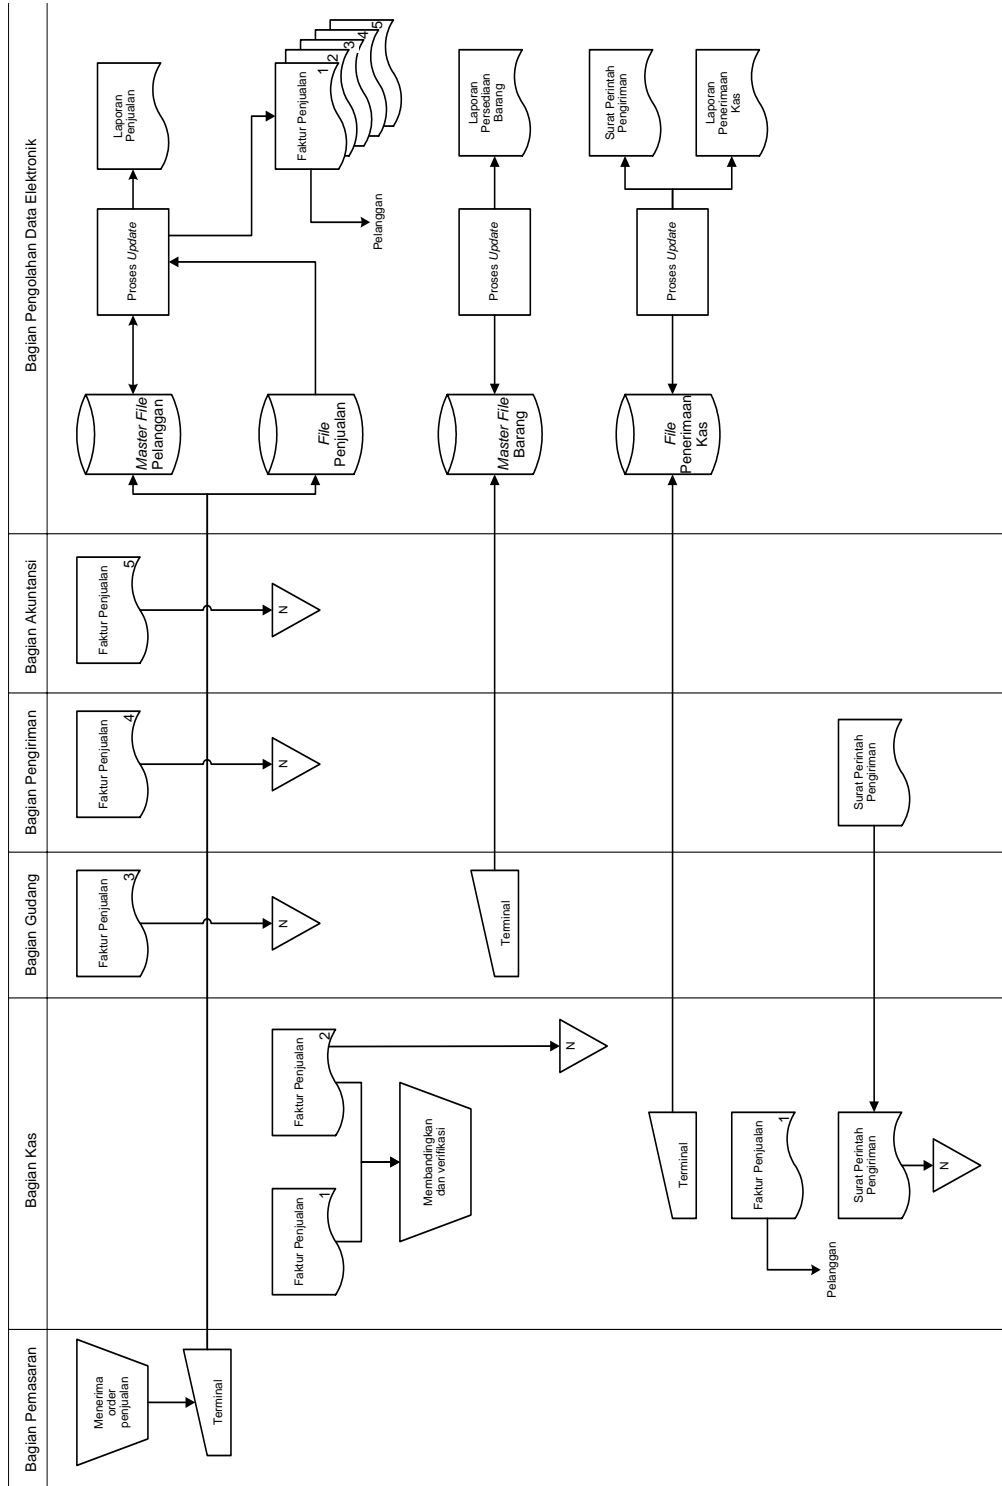 Bagian Pemasaran
Bagian Kas
Bagian Gudang
Bagian Pengiriman
Bagian Akuntansi
Bagian Pengolahan Data Elektronik
Menerima
order
penjualan
Terminal
Faktur Penjualan
1
Faktur Penjualan
2
Membandingkan
dan verifikasi
N
Terminal
Faktur Penjualan
1
Pelanggan
Surat Perintah
Pengiriman
N
Faktur Penjualan
3
N
Terminal
Faktur Penjualan
4
N
Surat Perintah
Pengiriman
Faktur Penjualan
5
N
Master File
Pelanggan
File
Penjualan
Proses Update
Laporan
Penjualan
Faktur Penjualan
1
2
3
4
5
Pelanggan
Master File
Barang
Proses Update
Laporan
Persediaan
Barang
File
Penerimaan
Kas
Proses Update
Surat Perintah
Pengiriman
Laporan
Penerimaan
Kas